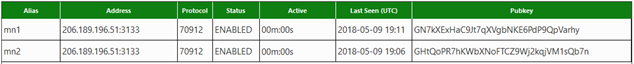 Alias Address Protocol Status Active Last Seen (UTC) Pubkey
mn1 206.189.196.51:3133 70912 ENABLED 00m:00s 2018-05-09 19:11 GN7kXExHaC9Jt7qXVgbNKE6PdP9QpVarhy
mn2 206.189.196.51:3133 70912 ENABLED 00m:00s 2018-05-09 19:06 GHtQoPR7hKWbXNoFTCZ9Wj2kqjVM1sQb7n